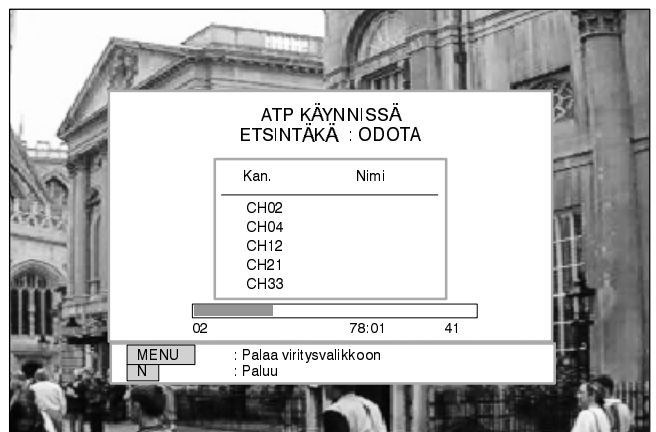 ATP KÄYNNISSÄ
ETSINTÄKÄ : ODOTA
Kan. Nimi
CH02
CH04
CH12
CH21
CH33
02 78:01 41
MENU : Palaa viritysvalikkoon
N : Paluu